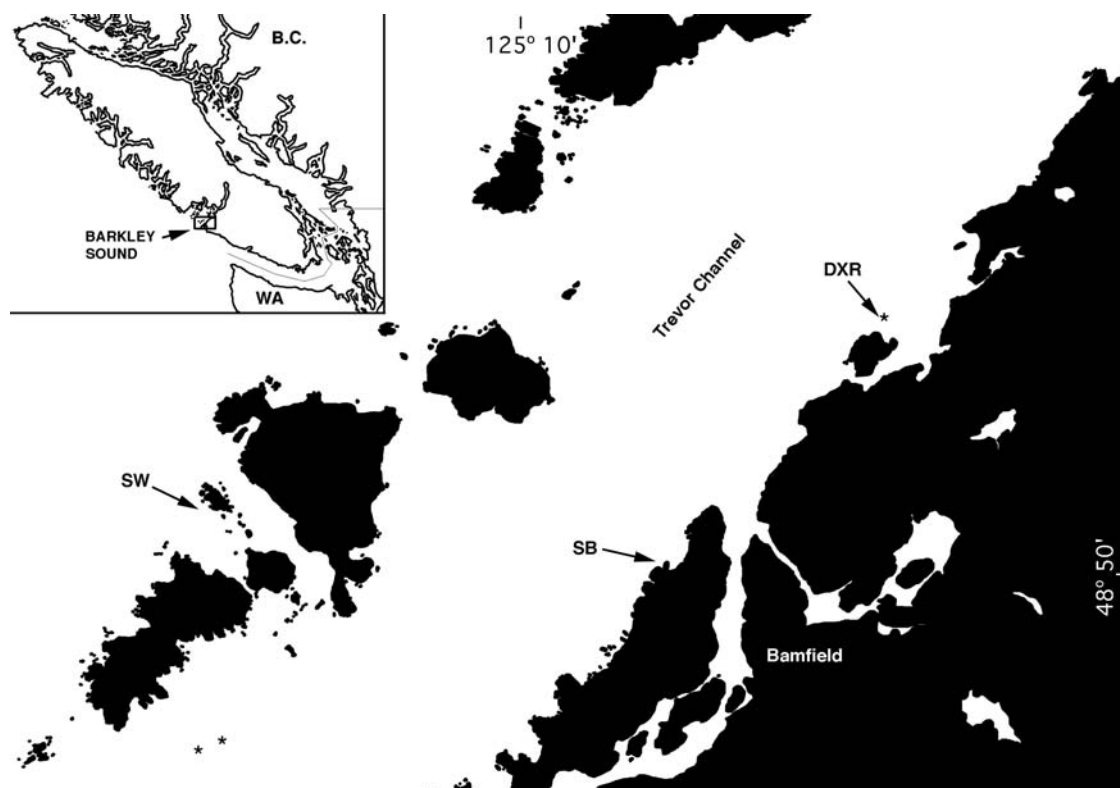 B.C.
125° 10'
BARKLEY
SOUND
WA
Trevor Channel
DXR
*
SW
SB
48° 50'
Bamfield
* *